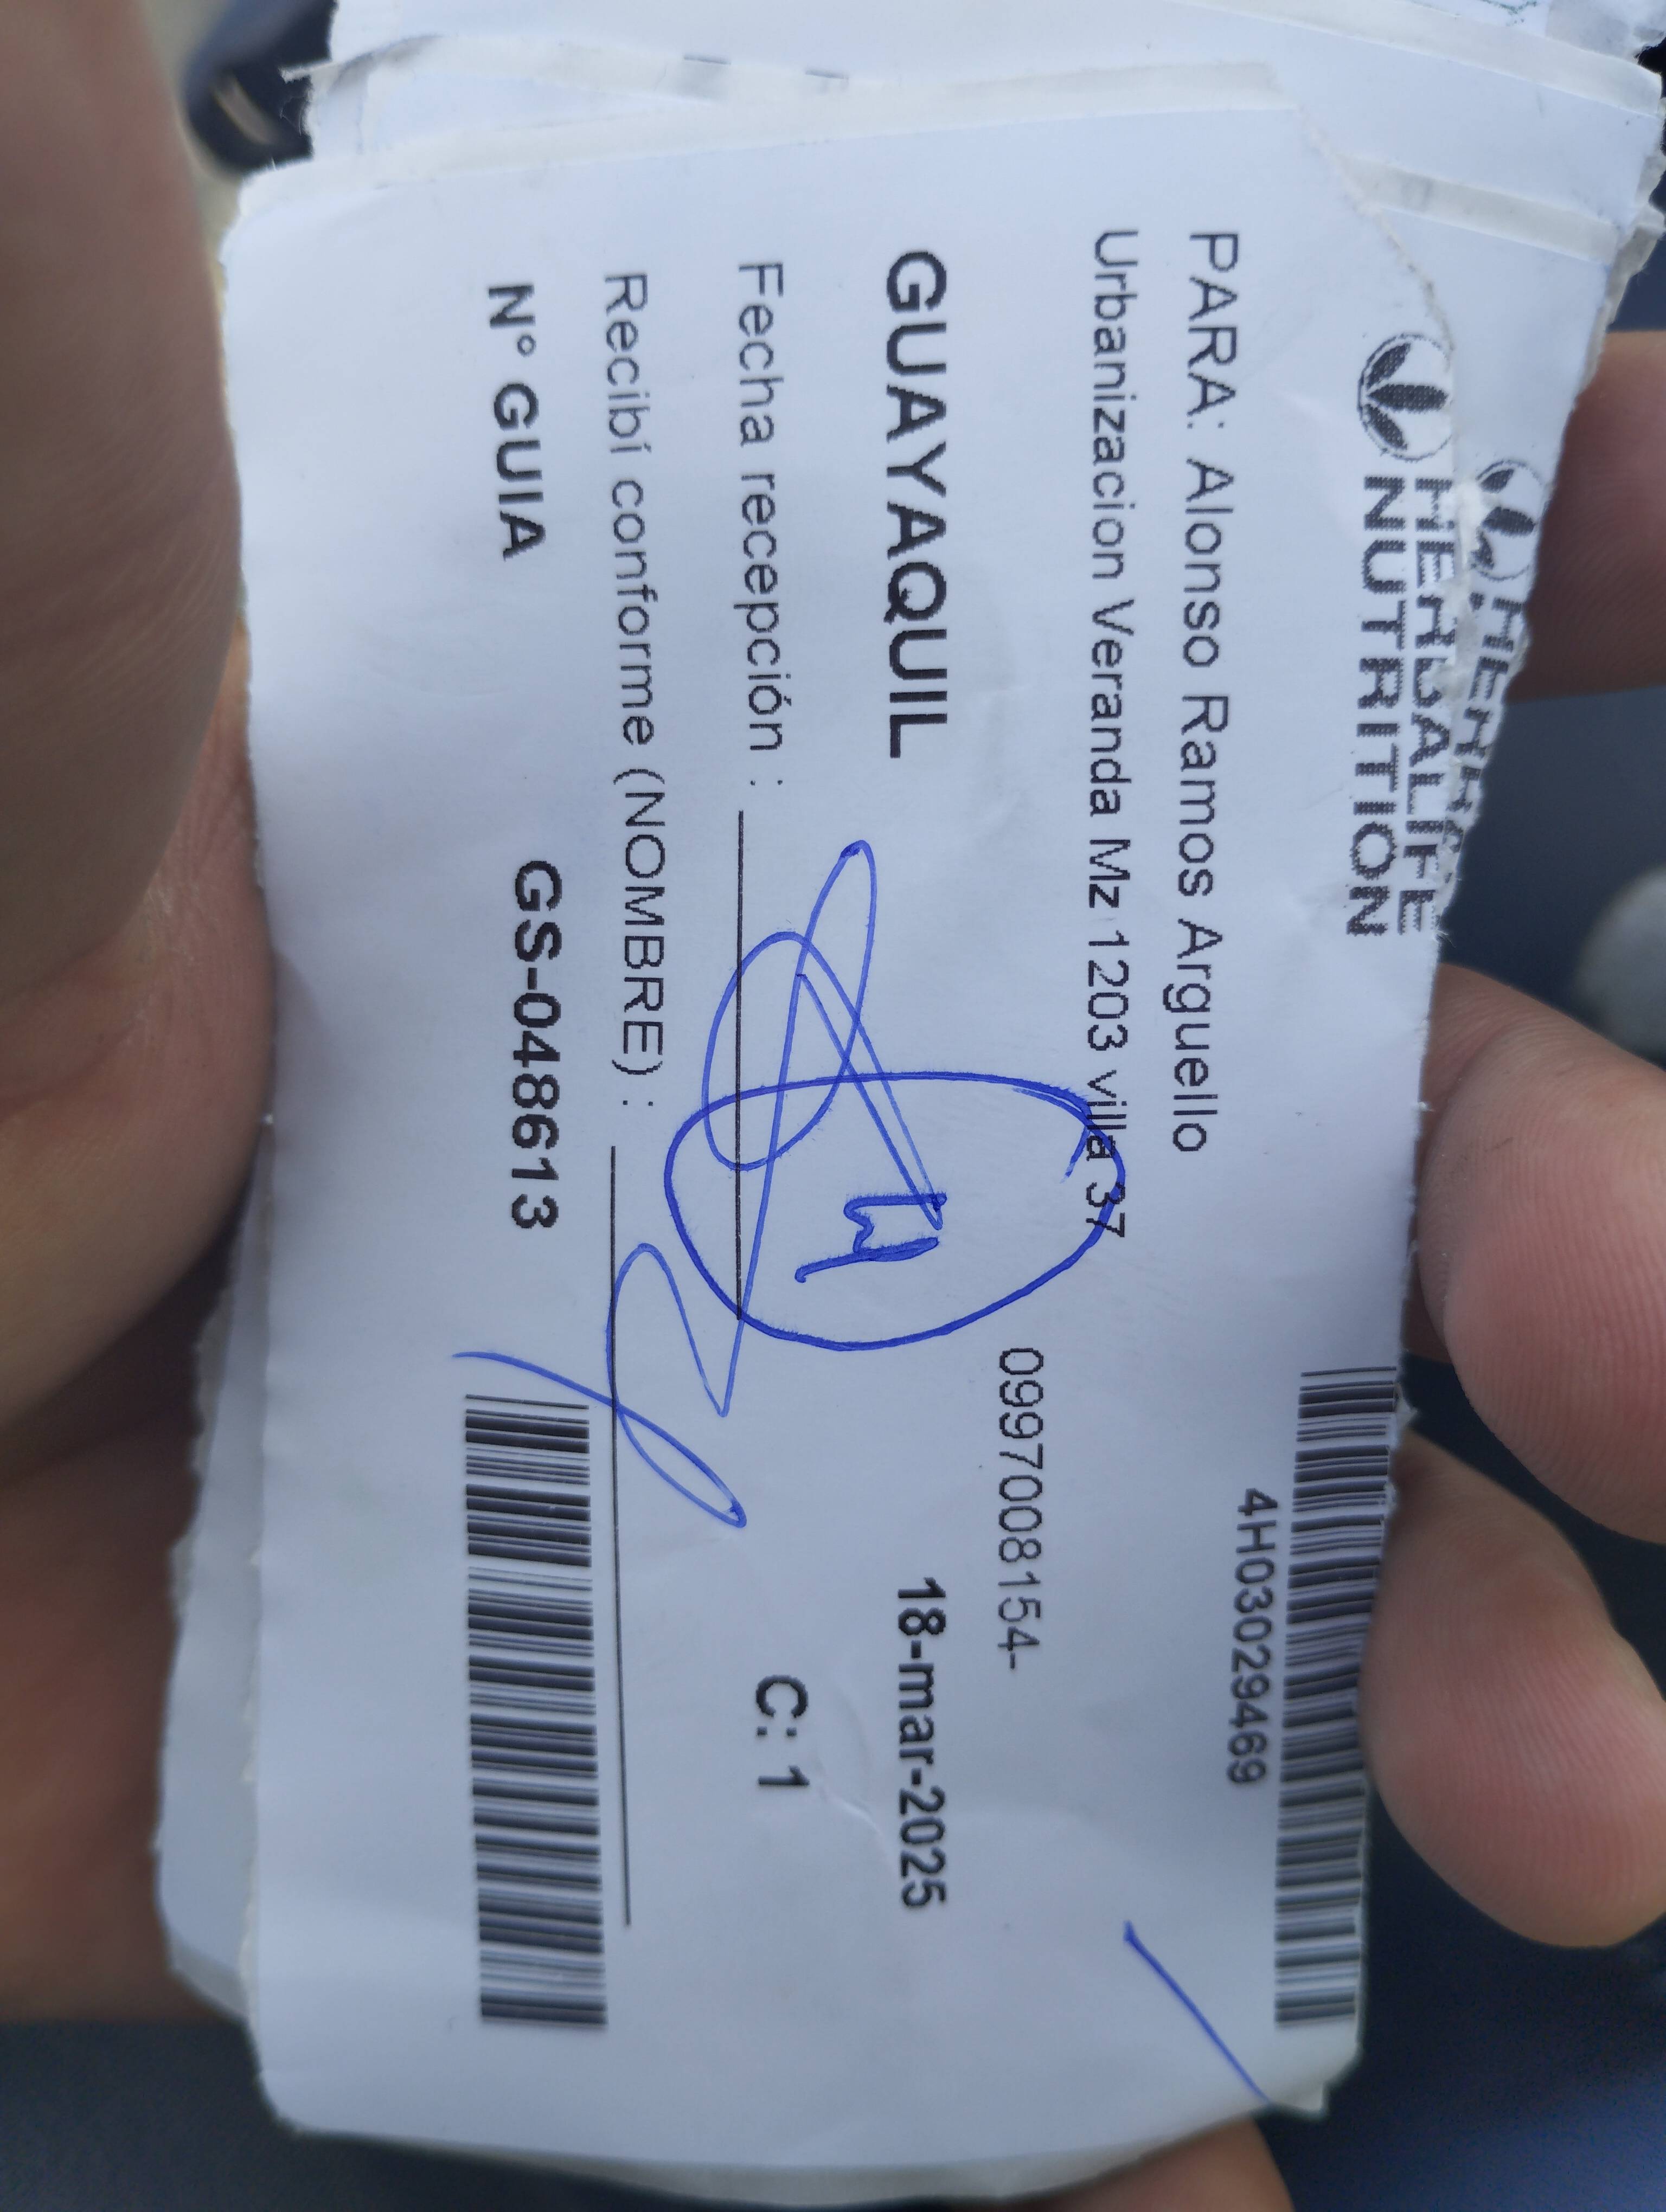 HERBALIFE
NUTRITION
4H03029469
PARA: Alonso Ramos Arguello
Urbanizacion Veranda Mz 1203 villa 37
0997008154-
GUAYAQUIL 18-mar-2025
Fecha recepción :
C: 1
Recibí conforme (NOMBRE) :
N° GUIA GS-048613